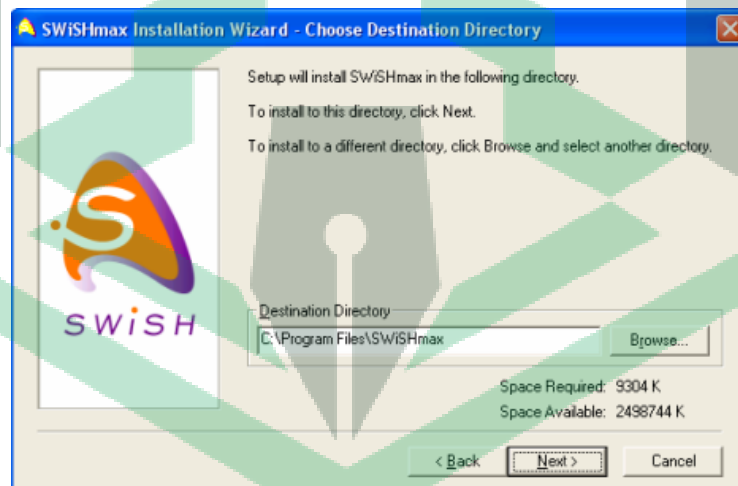 SWiSHmax Installation Wizard - Choose Destination Directory
Setup will install SWiSHmax in the following directory.
To install to this directory, click Next.
To install to a different directory, click Browse and select another directory.
SWiSH
Destination Directory
C:\Program Files\SWiSHmax
Browse...
Space Required: 9304 K
Space Available: 2498744 K
< Back
Next >
Cancel